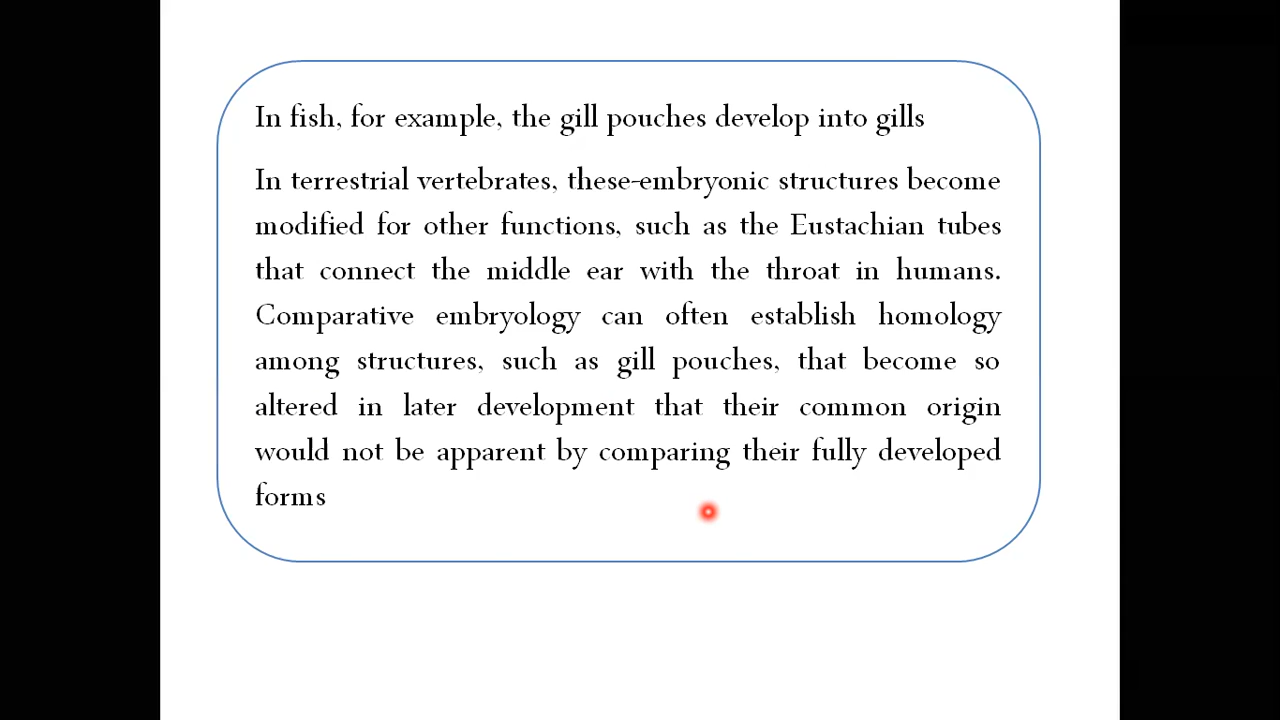 In fish, for example, the gill pouches develop into gills
In terrestrial vertebrates, these-embryonic structures become
modified for other functions, such as the Eustachian tubes
that connect the middle ear with the throat in humans.
Comparative embryology can often establish homology
among structures, such as gill pouches, that become so
altered in later development that their common origin
would not be apparent by comparing their fully developed
forms